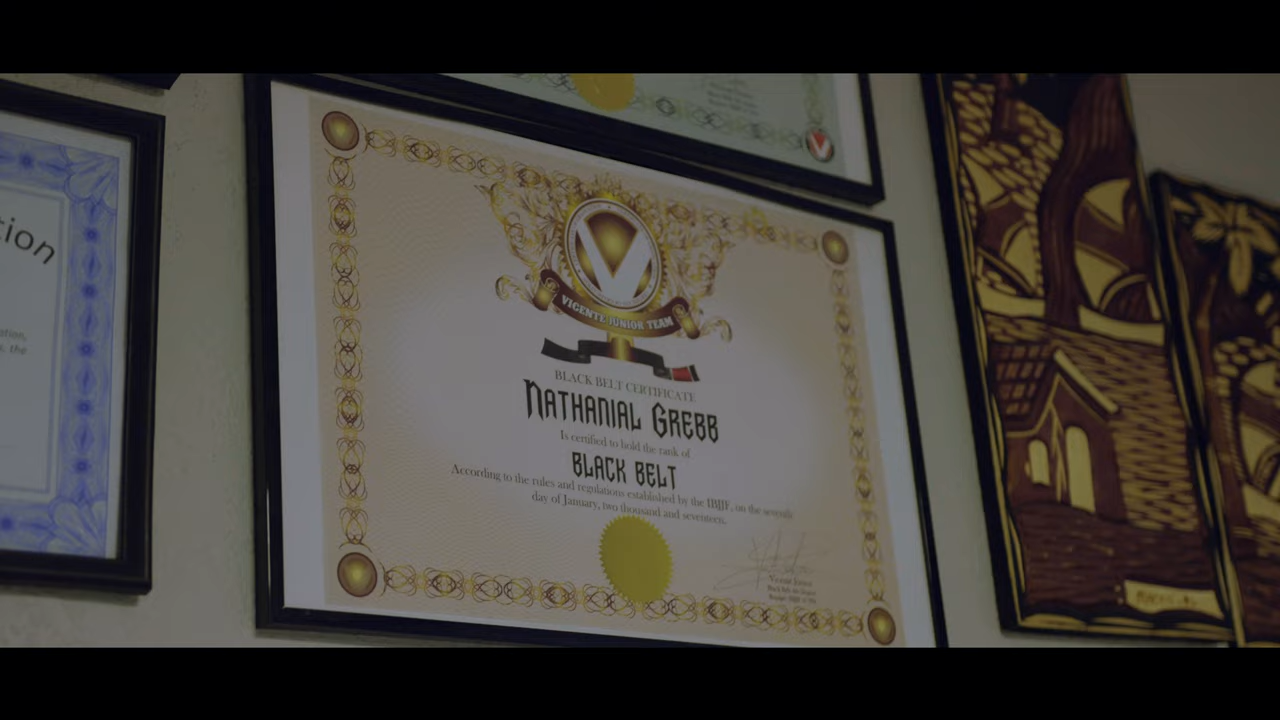 tion
VICENTE JUNIOR TEAM
BLACK BELT CERTIFICATE
NATHANIAL GREBB
Is certified to hold the rank of
BLACK BELT
According to the rules and regulations established by the IBJJF, on the seventh
day of January, two thousand and seventeen.
Vicente Junior